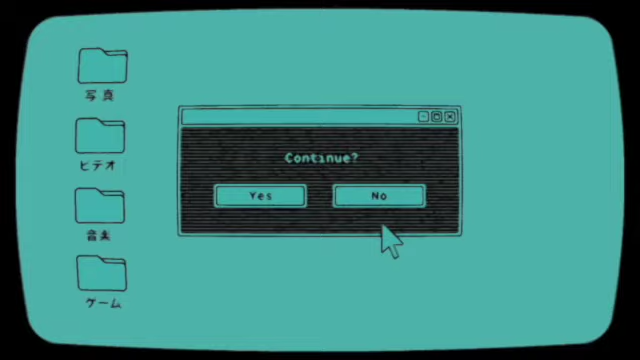 写真
ビデオ
音楽
ゲーム
Continue?
Yes
No